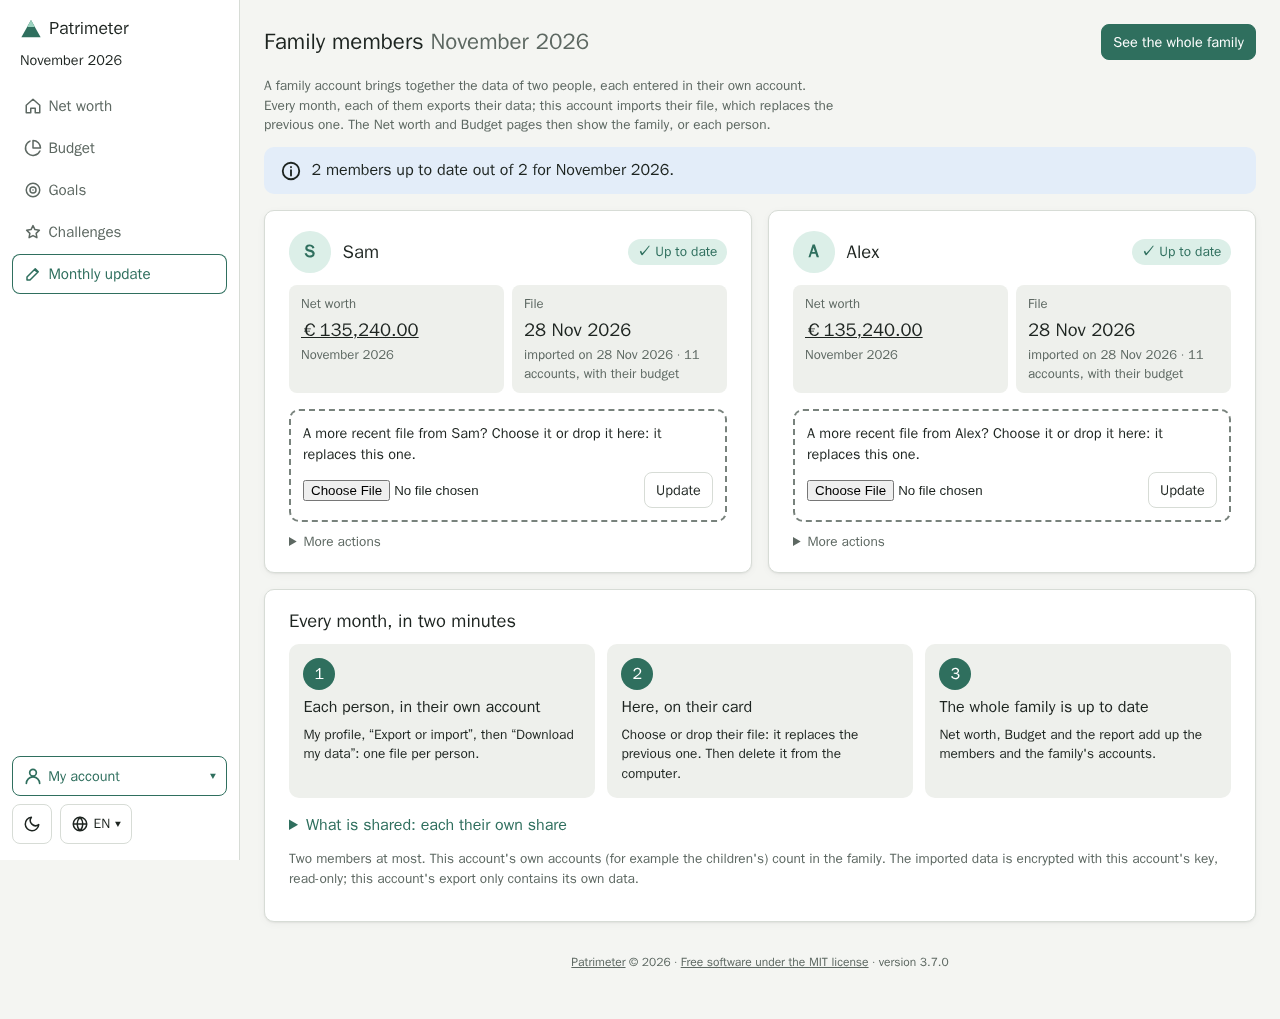 Patrimeter
November 2026
Net worth
Budget
Goals
Challenges
Monthly update
My account ▾
EN ▾
Family members November 2026
See the whole family
A family account brings together the data of two people, each entered in their own account.
Every month, each of them exports their data; this account imports their file, which replaces the
previous one. The Net worth and Budget pages then show the family, or each person.
2 members up to date out of 2 for November 2026.
S Sam ✓ Up to date
Net worth
€ 135,240.00
November 2026
File
28 Nov 2026
imported on 28 Nov 2026 · 11
accounts, with their budget
A more recent file from Sam? Choose it or drop it here: it
replaces this one.
Choose File No file chosen Update
▶ More actions
A Alex ✓ Up to date
Net worth
€ 135,240.00
November 2026
File
28 Nov 2026
imported on 28 Nov 2026 · 11
accounts, with their budget
A more recent file from Alex? Choose it or drop it here: it
replaces this one.
Choose File No file chosen Update
▶ More actions
Every month, in two minutes
1
Each person, in their own account
My profile, “Export or import”, then “Download
my data”: one file per person.
2
Here, on their card
Choose or drop their file: it replaces the
previous one. Then delete it from the
computer.
3
The whole family is up to date
Net worth, Budget and the report add up the
members and the family's accounts.
▶ What is shared: each their own share
Two members at most. This account's own accounts (for example the children's) count in the family. The imported data is encrypted with this account's key,
read-only; this account's export only contains its own data.
Patrimeter © 2026 · Free software under the MIT license · version 3.7.0